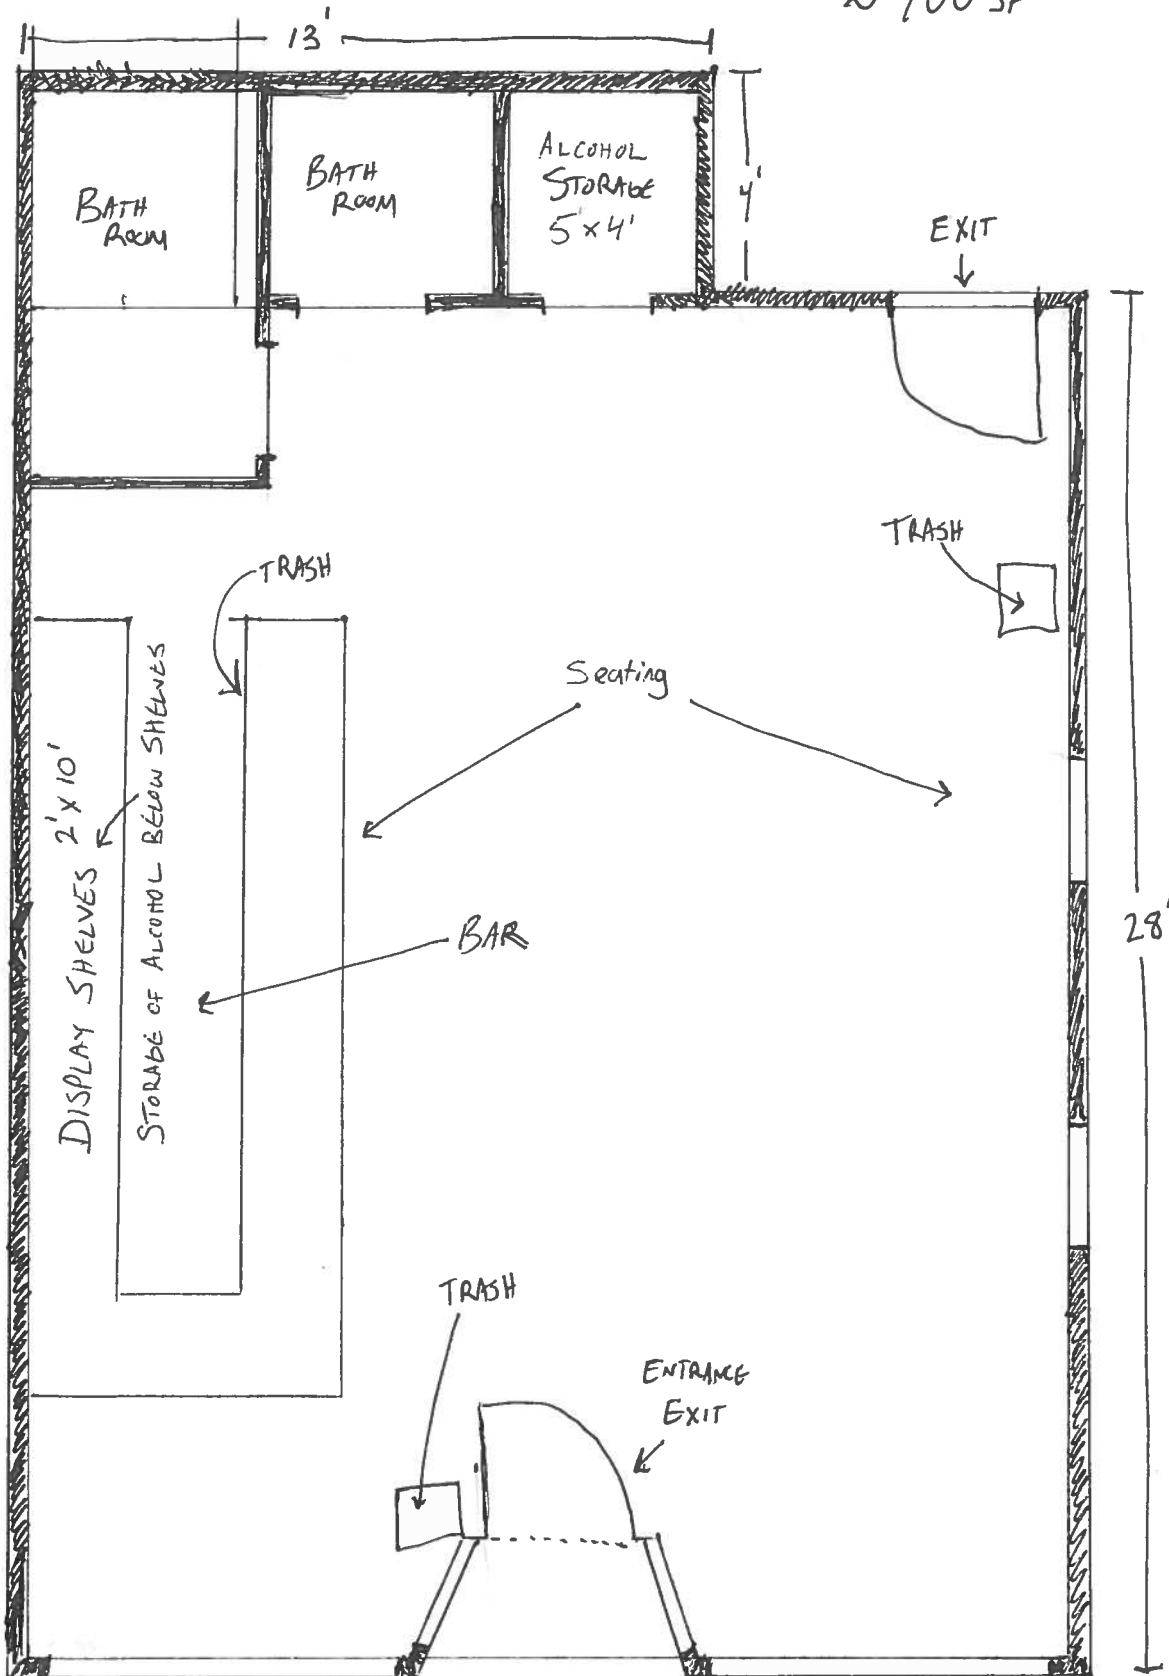 13'
ALCOHOL
STORAGE
5'x4'
BATH
ROOM
BATH
ROOM
4'
EXIT
TRASH
TRASH
Seating
DISPLAY SHELVES 2'x10'
STORAGE OF ALCOHOL BELOW SHELVES
BAR
28'
TRASH
ENTRANCE
EXIT